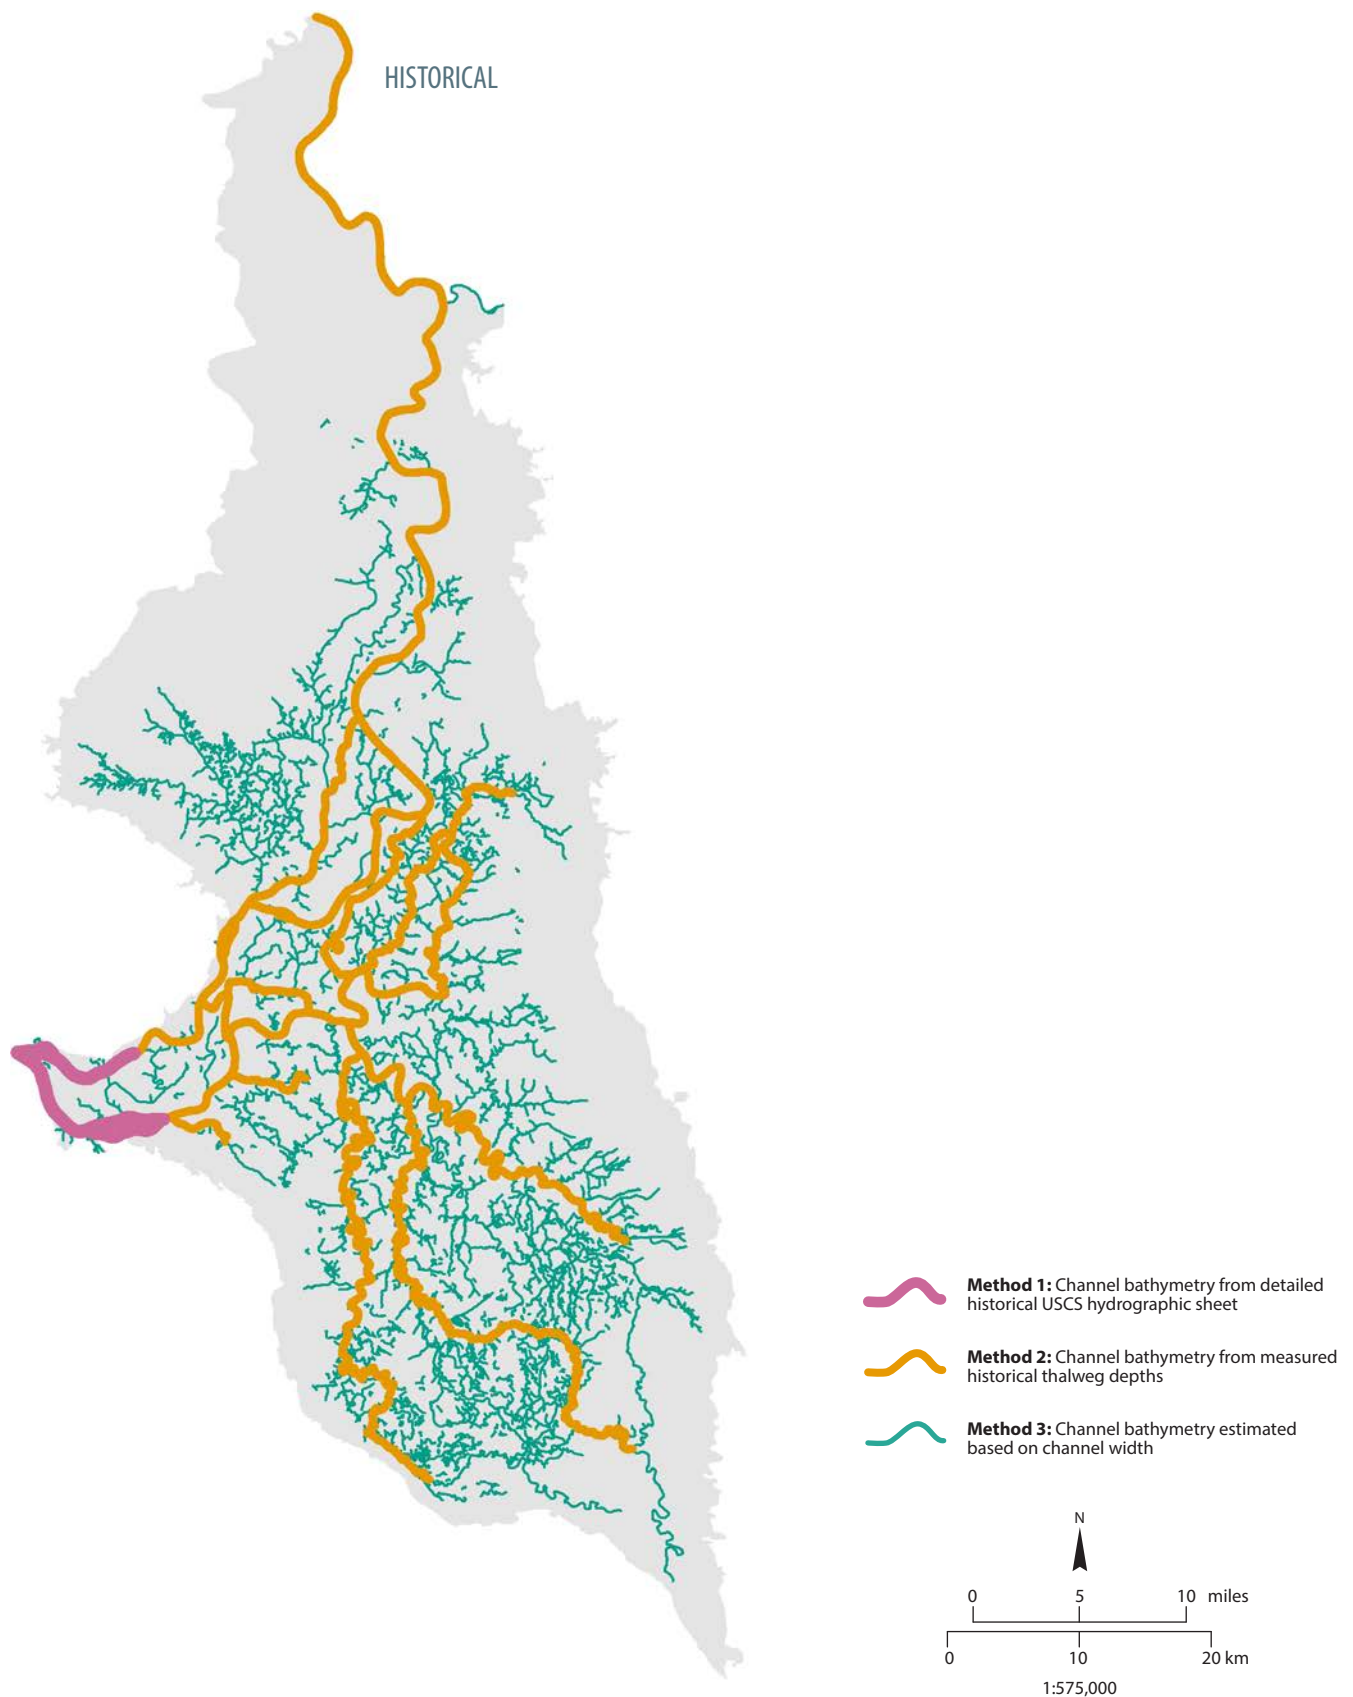 HISTORICAL
Method 1: Channel bathymetry from detailed
historical USCS hydrographic sheet
Method 2: Channel bathymetry from measured
historical thalweg depths
Method 3: Channel bathymetry estimated
based on channel width
N
0 5 10 miles
0 10 20 km
1:575,000